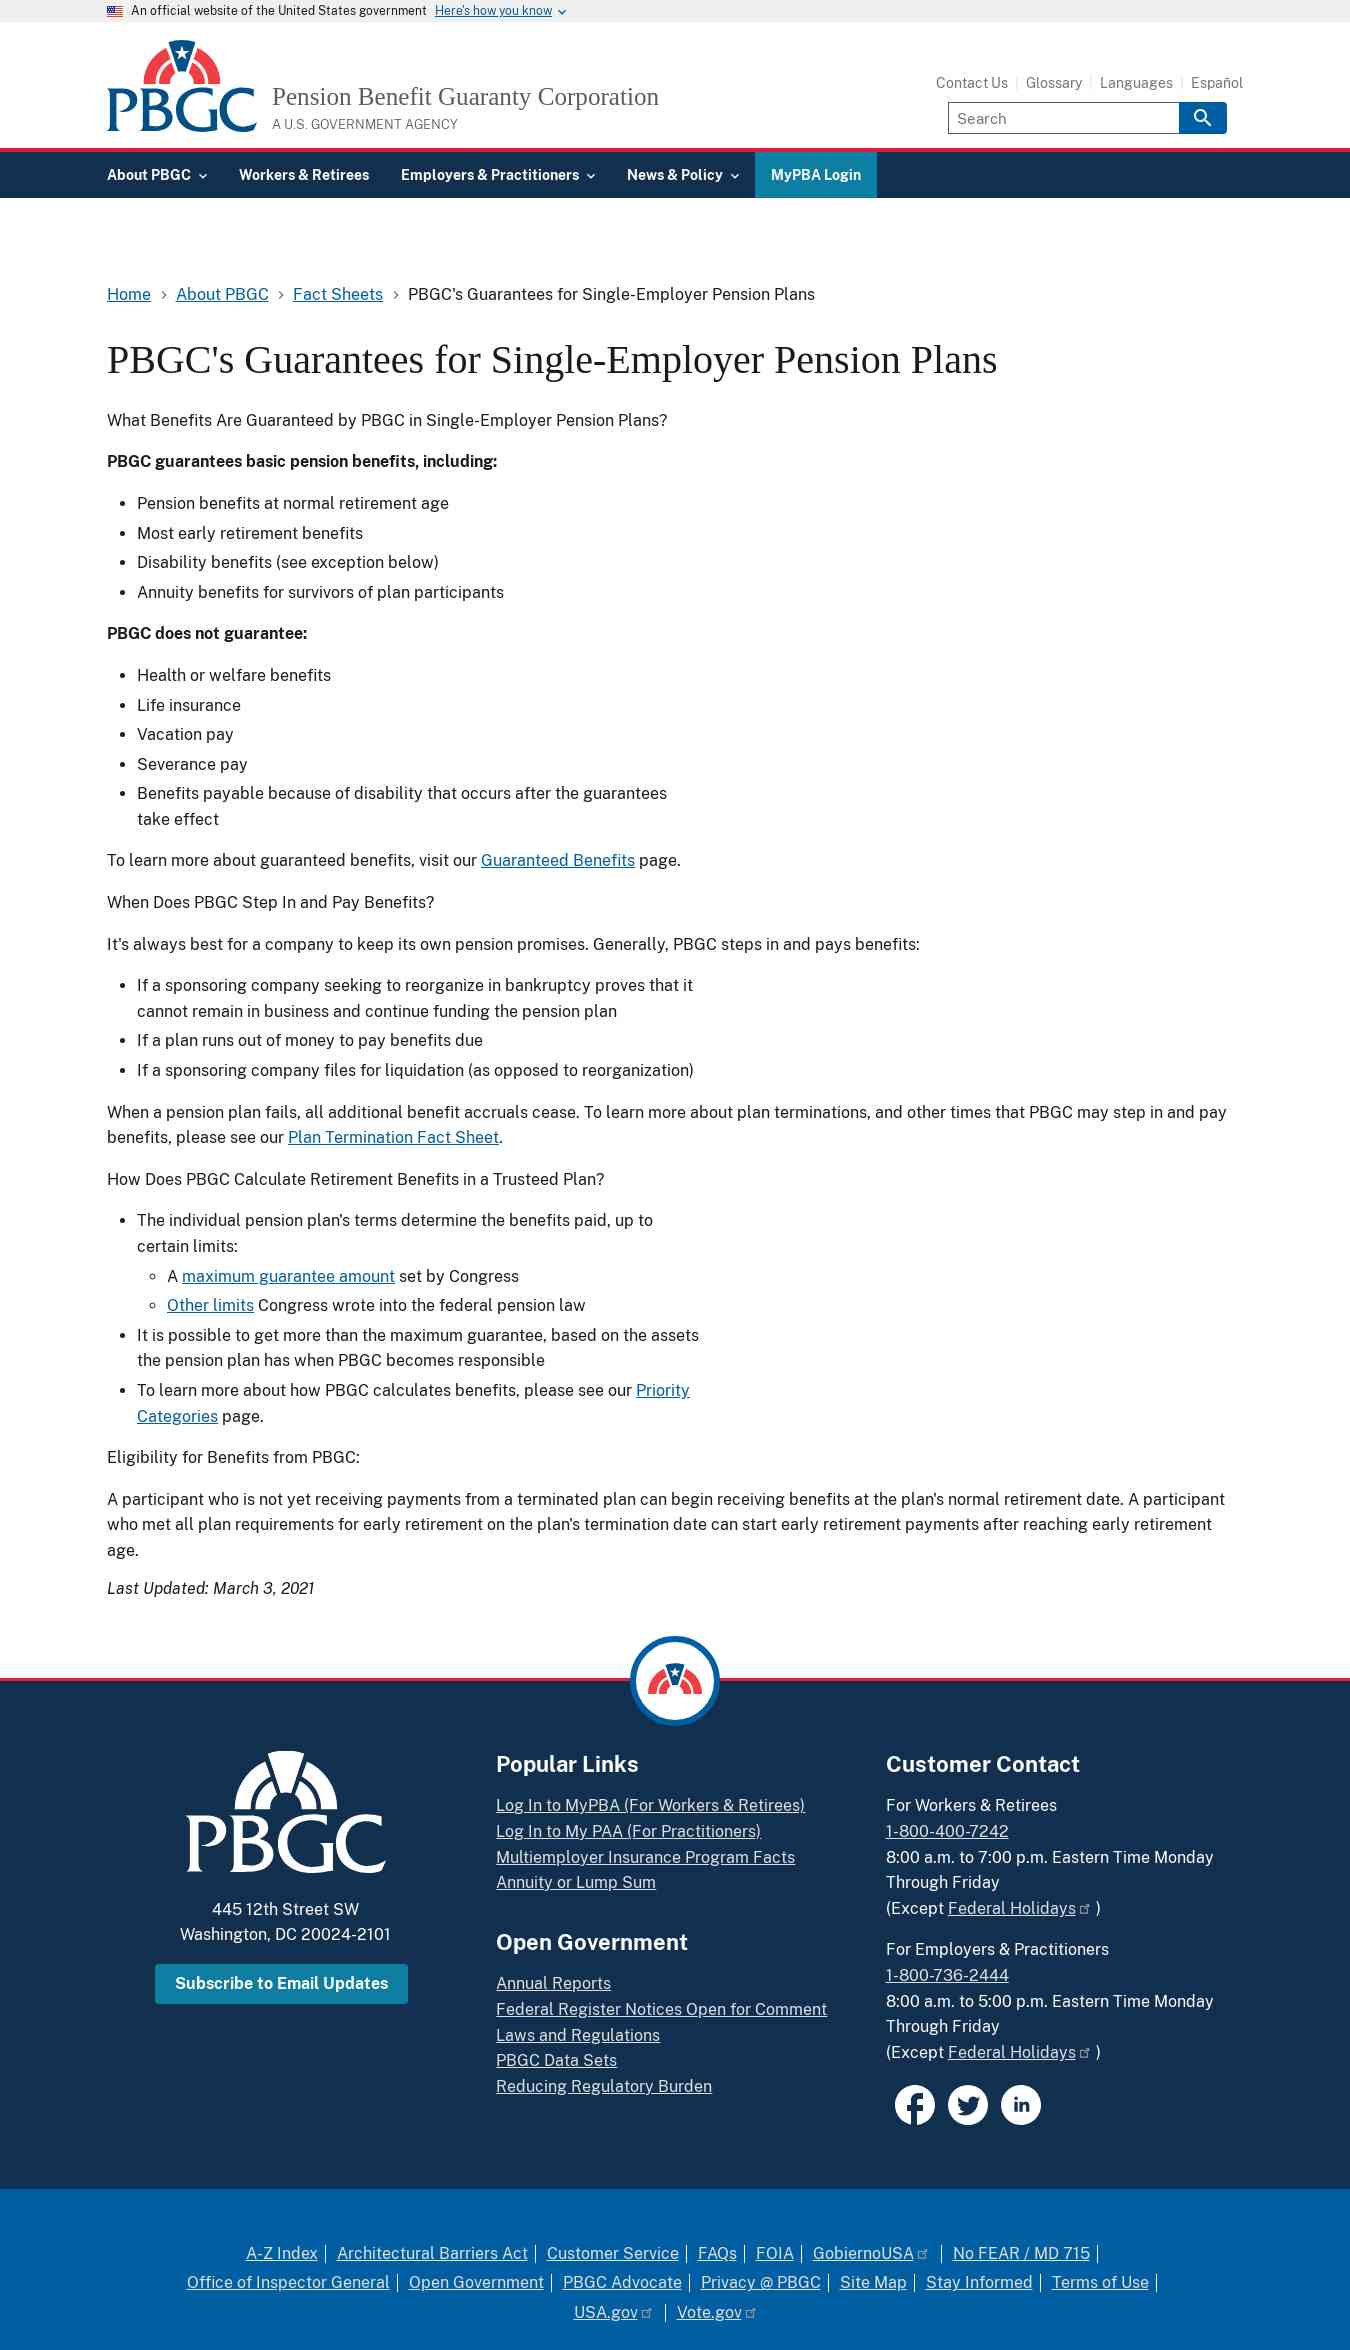 An official website of the United States government Here's how you know
PBGC
Pension Benefit Guaranty Corporation
A U.S. GOVERNMENT AGENCY
Contact Us Glossary Languages Español
Search
About PBGC Workers & Retirees Employers & Practitioners News & Policy MyPBA Login
Home About PBGC Fact Sheets PBGC's Guarantees for Single-Employer Pension Plans
PBGC's Guarantees for Single-Employer Pension Plans
What Benefits Are Guaranteed by PBGC in Single-Employer Pension Plans?
PBGC guarantees basic pension benefits, including:
• Pension benefits at normal retirement age
• Most early retirement benefits
• Disability benefits (see exception below)
• Annuity benefits for survivors of plan participants
PBGC does not guarantee:
• Health or welfare benefits
• Life insurance
• Vacation pay
• Severance pay
• Benefits payable because of disability that occurs after the guarantees
take effect
To learn more about guaranteed benefits, visit our Guaranteed Benefits page.
When Does PBGC Step In and Pay Benefits?
It's always best for a company to keep its own pension promises. Generally, PBGC steps in and pays benefits:
• If a sponsoring company seeking to reorganize in bankruptcy proves that it
cannot remain in business and continue funding the pension plan
• If a plan runs out of money to pay benefits due
• If a sponsoring company files for liquidation (as opposed to reorganization)
When a pension plan fails, all additional benefit accruals cease. To learn more about plan terminations, and other times that PBGC may step in and pay
benefits, please see our Plan Termination Fact Sheet.
How Does PBGC Calculate Retirement Benefits in a Trusteed Plan?
• The individual pension plan's terms determine the benefits paid, up to
certain limits:
◦ A maximum guarantee amount set by Congress
◦ Other limits Congress wrote into the federal pension law
• It is possible to get more than the maximum guarantee, based on the assets
the pension plan has when PBGC becomes responsible
• To learn more about how PBGC calculates benefits, please see our Priority
Categories page.
Eligibility for Benefits from PBGC:
A participant who is not yet receiving payments from a terminated plan can begin receiving benefits at the plan's normal retirement date. A participant
who met all plan requirements for early retirement on the plan's termination date can start early retirement payments after reaching early retirement
age.
Last Updated: March 3, 2021
PBGC
445 12th Street SW
Washington, DC 20024-2101
Subscribe to Email Updates
Popular Links
Log In to MyPBA (For Workers & Retirees)
Log In to My PAA (For Practitioners)
Multiemployer Insurance Program Facts
Annuity or Lump Sum
Open Government
Annual Reports
Federal Register Notices Open for Comment
Laws and Regulations
PBGC Data Sets
Reducing Regulatory Burden
Customer Contact
For Workers & Retirees
1-800-400-7242
8:00 a.m. to 7:00 p.m. Eastern Time Monday
Through Friday
(Except Federal Holidays )
For Employers & Practitioners
1-800-736-2444
8:00 a.m. to 5:00 p.m. Eastern Time Monday
Through Friday
(Except Federal Holidays )
in
A-Z Index Architectural Barriers Act Customer Service FAQs FOIA GobiernoUSA No FEAR / MD 715
Office of Inspector General Open Government PBGC Advocate Privacy @ PBGC Site Map Stay Informed Terms of Use
USA.gov Vote.gov